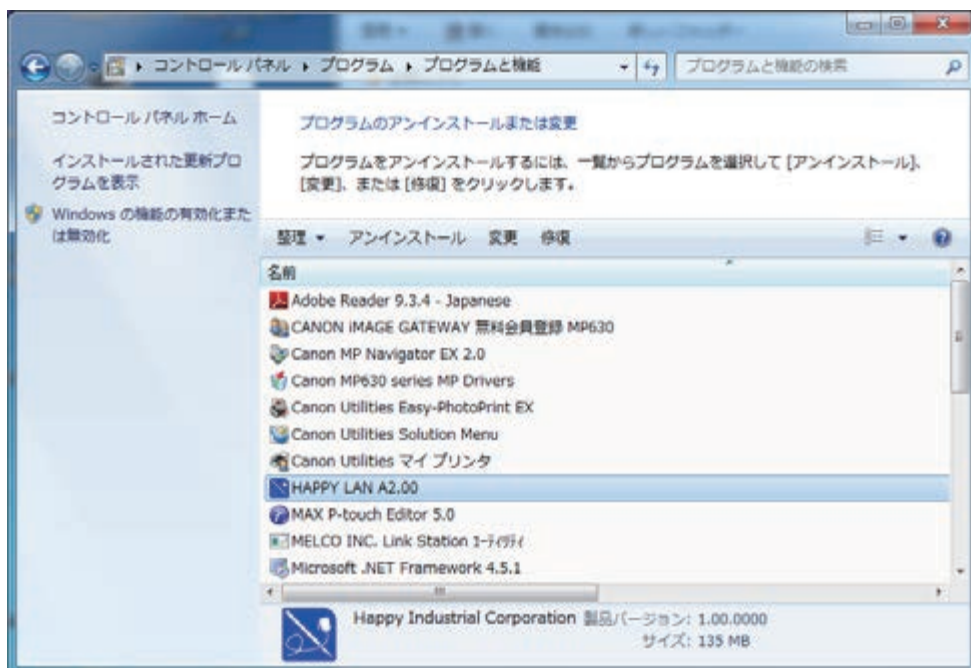 コントロール パネル ▸ プログラム ▸ プログラムと機能
プログラムと機能の検索
コントロール パネル ホーム
インストールされた更新プロ
グラムを表示
Windows の機能の有効化また
は無効化
プログラムのアンインストールまたは変更
プログラムをアンインストールするには、一覧からプログラムを選択して [アンインストール]、
[変更]、または [修復] をクリックします。
整理 アンインストール 変更 修復
名前
Adobe Reader 9.3.4 - Japanese
CANON iMAGE GATEWAY 無料会員登録 MP630
Canon MP Navigator EX 2.0
Canon MP630 series MP Drivers
Canon Utilities Easy-PhotoPrint EX
Canon Utilities Solution Menu
Canon Utilities マイ プリンタ
HAPPY LAN A2.00
MAX P-touch Editor 5.0
MELCO INC. Link Station ﾕｰﾃｨﾘﾃｨ
Microsoft .NET Framework 4.5.1
Happy Industrial Corporation 製品バージョン: 1.00.0000
サイズ: 135 MB